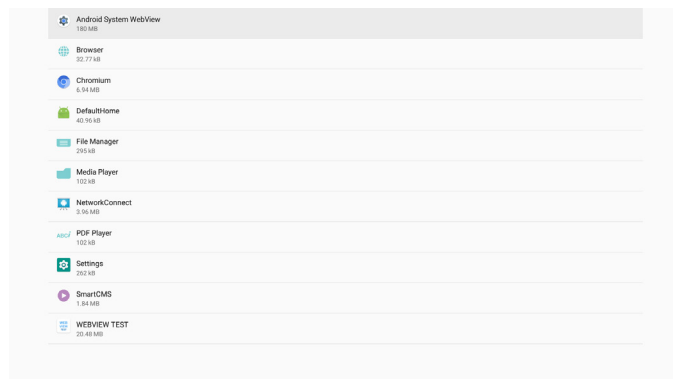 Android System WebView
180 MB
Browser
32.77 kB
Chromium
6.94 MB
DefaultHome
40.96 kB
File Manager
295 kB
Media Player
102 kB
NetworkConnect
3.96 MB
PDF Player
102 kB
Settings
262 kB
SmartCMS
1.84 MB
WEBVIEW TEST
20.48 MB